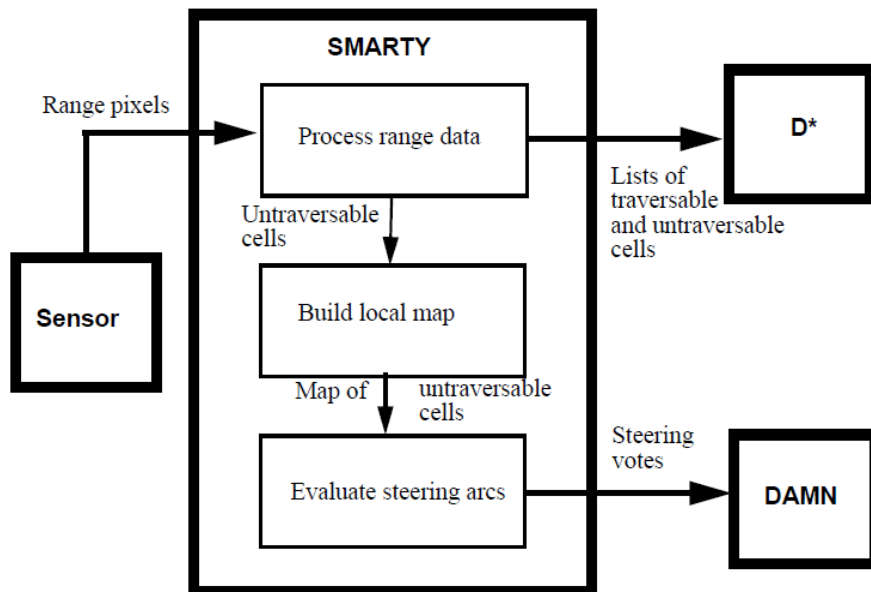 SMARTY
Range pixels
Process range data
D*
Lists of
traversable
and untraversable
cells
Untraversable
cells
Sensor
Build local map
Map of untraversable
cells
Steering
votes
Evaluate steering arcs
DAMN